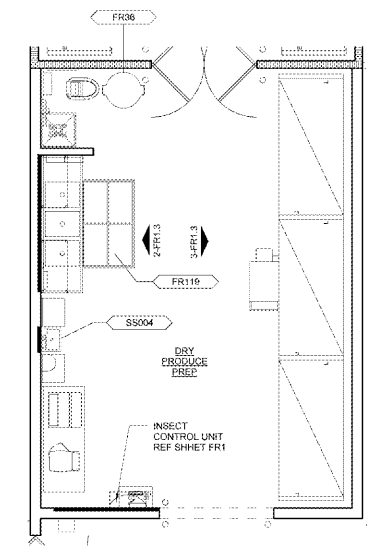 FR36
2-FR1.3
3-FR1.3
FR119
SS004
DRY
PRODUCE
PREP
INSECT
CONTROL UNIT
REF SHHET FR1